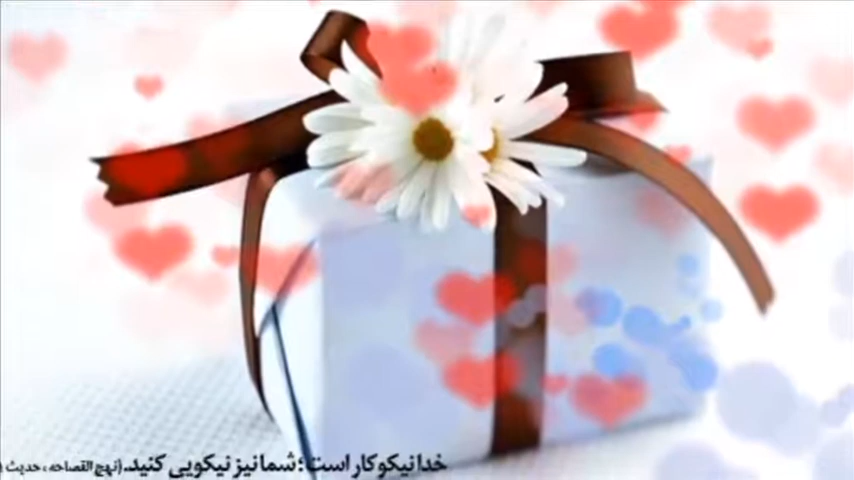 خدا نیکوکار است؛ شما نیز نیکویی کنید. (نهج الفصاحه، حدیث